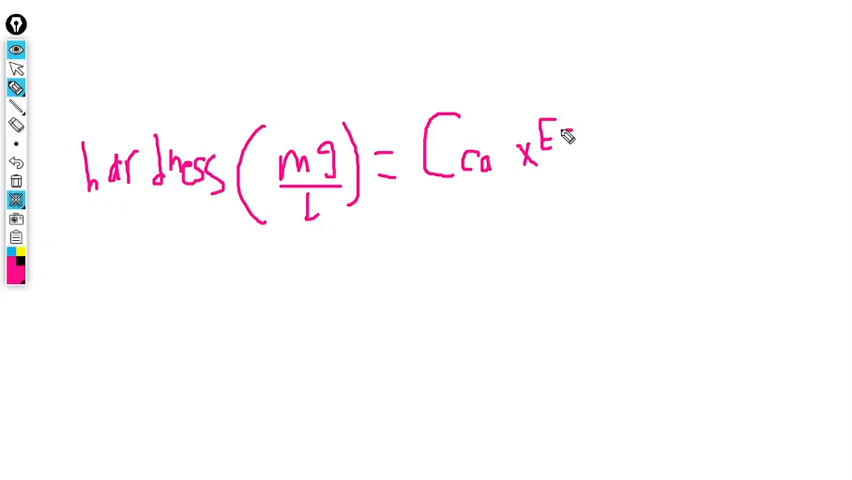 hardness (mg/L) = [Ca × E